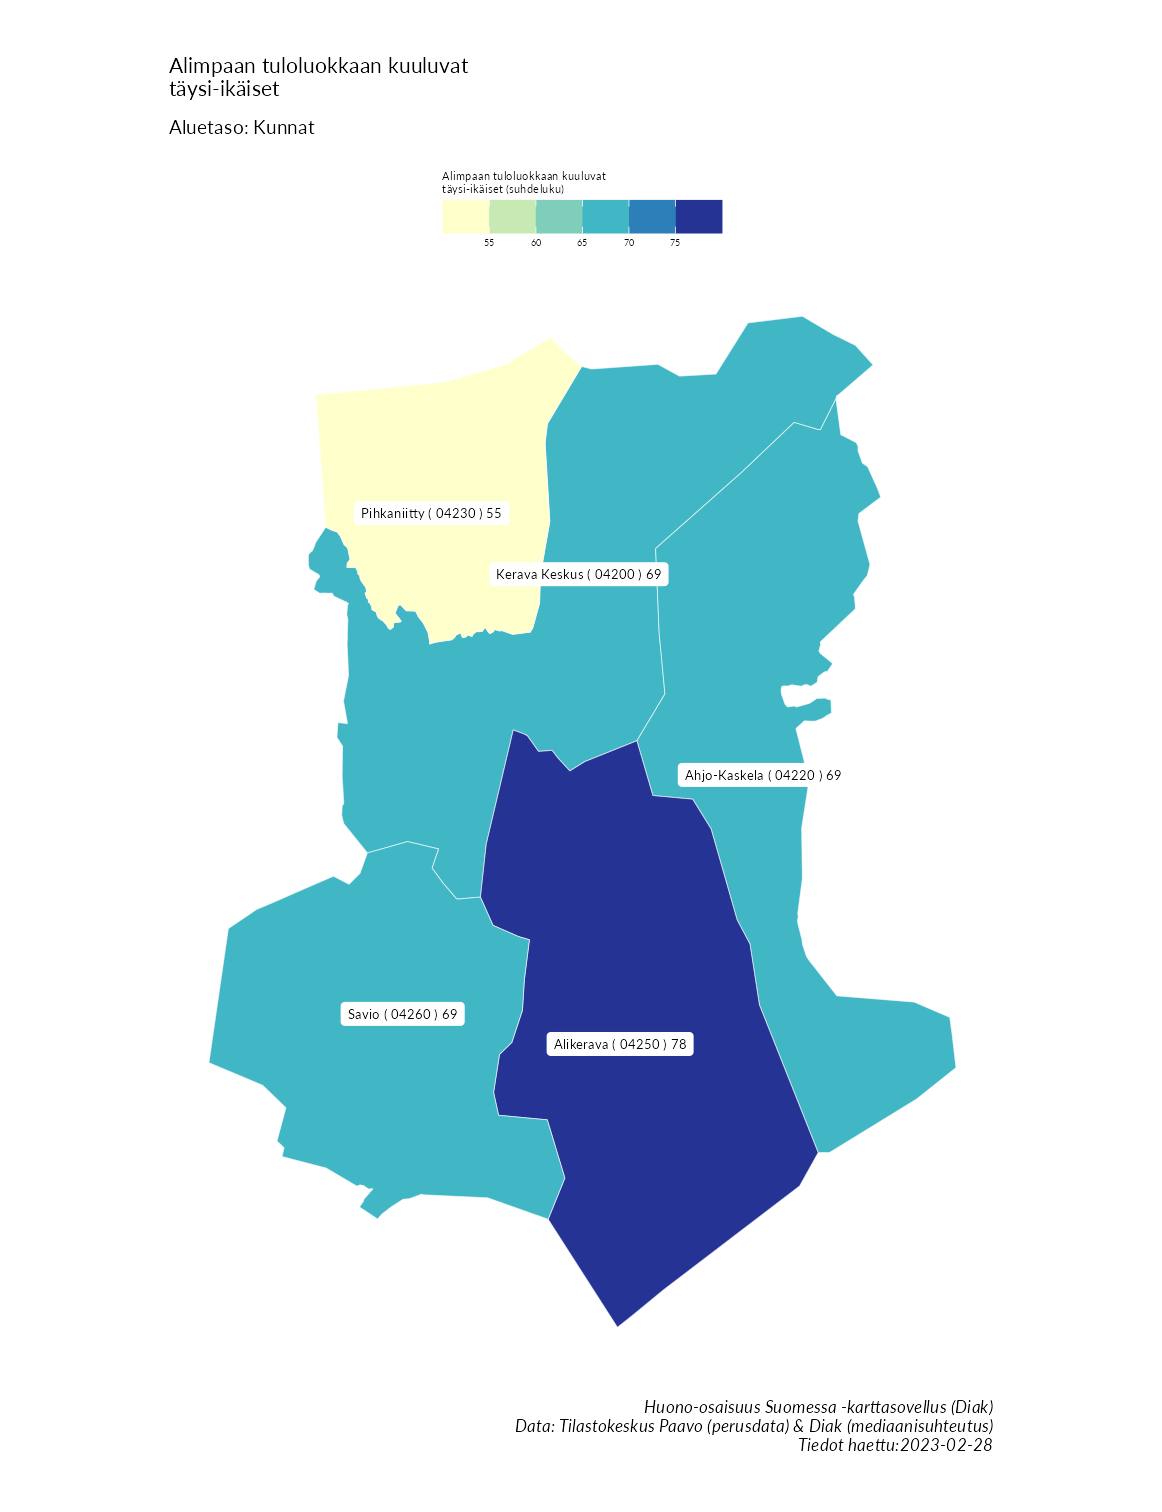 Alimpaan tuloluokkaan kuuluvat
täysi-ikäiset
Aluetaso: Kunnat
Alimpaan tuloluokkaan kuuluvat
täysi-ikäiset (suhdeluku)
55 60 65 70 75
Pihkaniitty ( 04230 ) 55
Kerava Keskus ( 04200 ) 69
Ahjo-Kaskela ( 04220 ) 69
Savio ( 04260 ) 69
Alikerava ( 04250 ) 78
Huono-osaisuus Suomessa -karttasovellus (Diak)
Data: Tilastokeskus Paavo (perusdata) & Diak (mediaanisuhteutus)
Tiedot haettu:2023-02-28